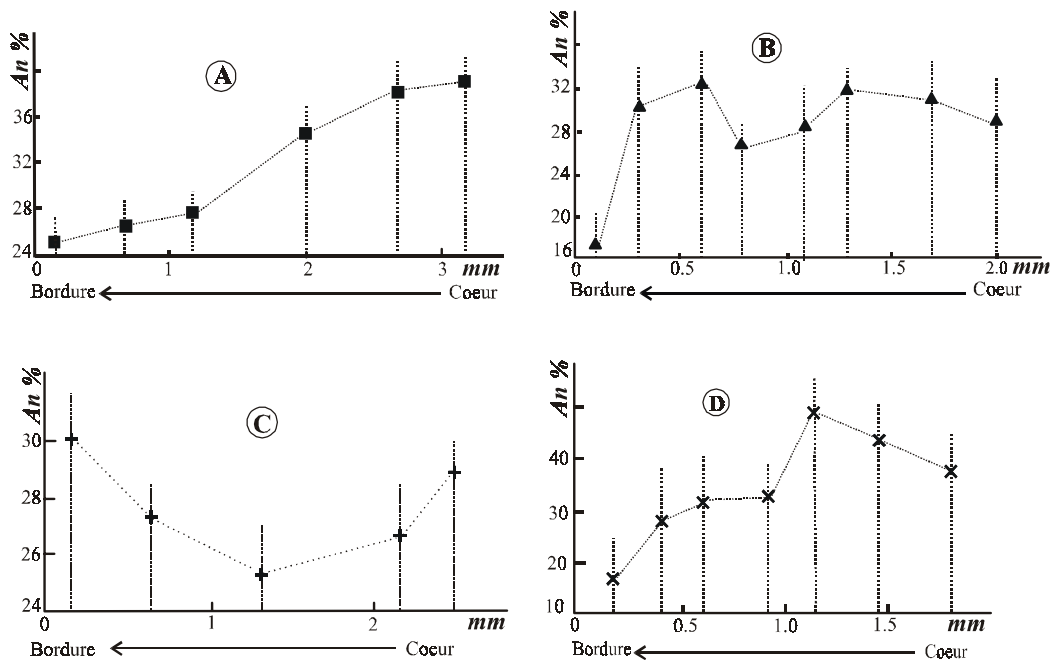 An %
A
36
32
28
24
0 1 2 3 mm
Bordure Coeur
An %
B
32
28
24
20
16
0 0.5 1.0 1.5 2.0 mm
Bordure Coeur
An %
C
30
28
26
24
0 1 2 mm
Bordure Coeur
An %
D
40
30
20
10
0 0.5 1.0 1.5 mm
Bordure Coeur